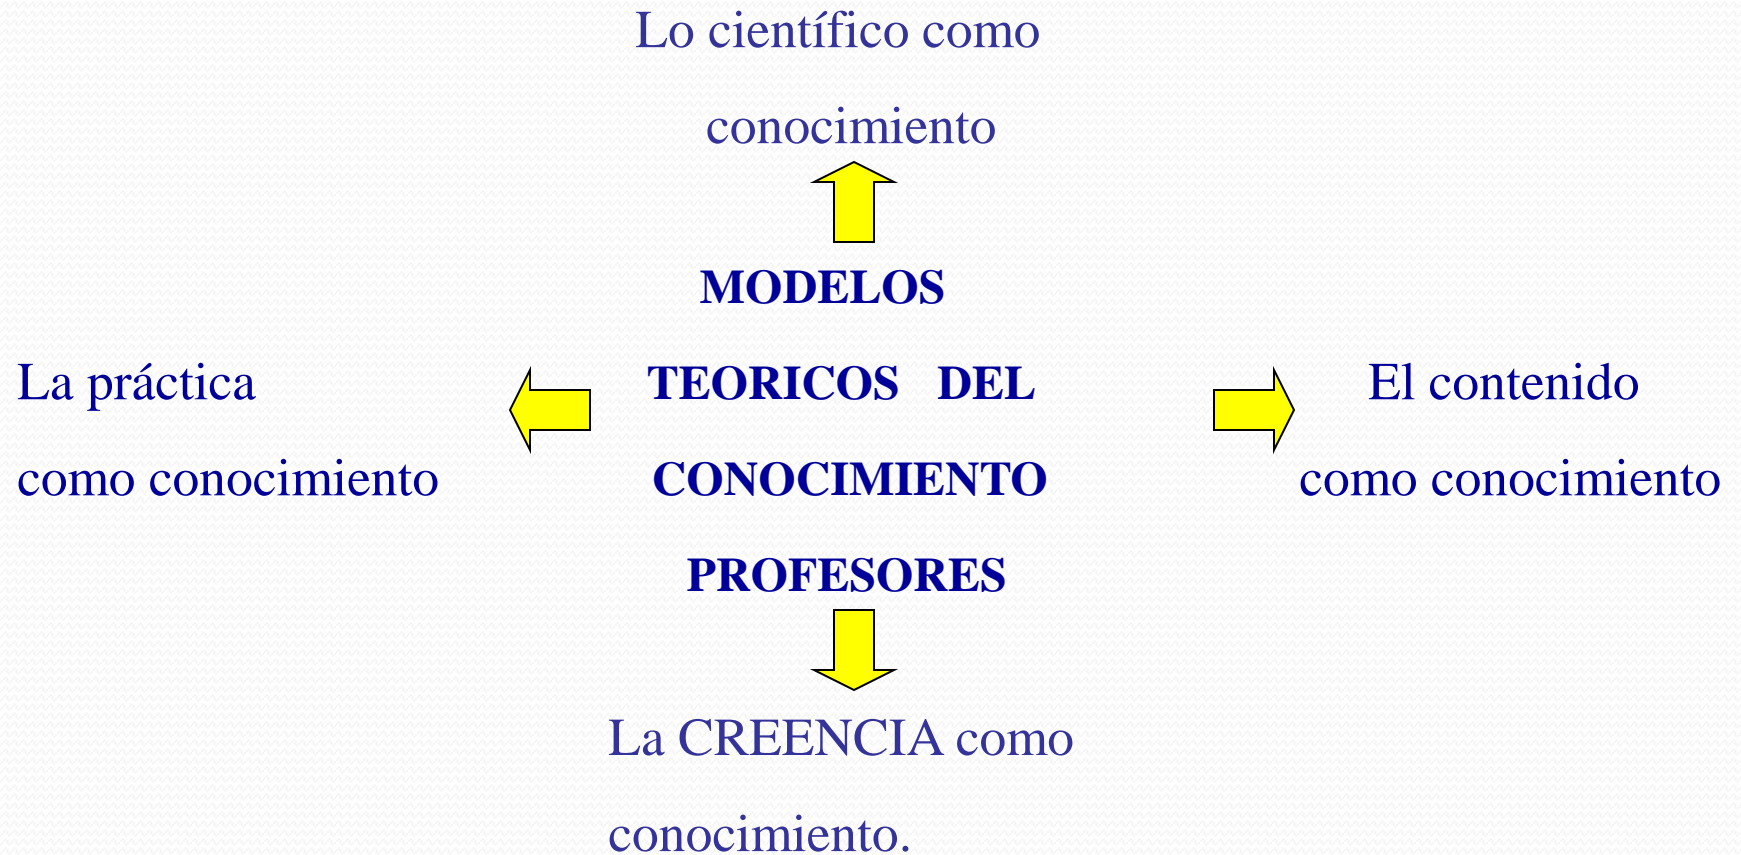 Lo científico como
conocimiento
MODELOS
La práctica
TEORICOS DEL
El contenido
como conocimiento
CONOCIMIENTO
como conocimiento
PROFESORES
La CREENCIA como
conocimiento.